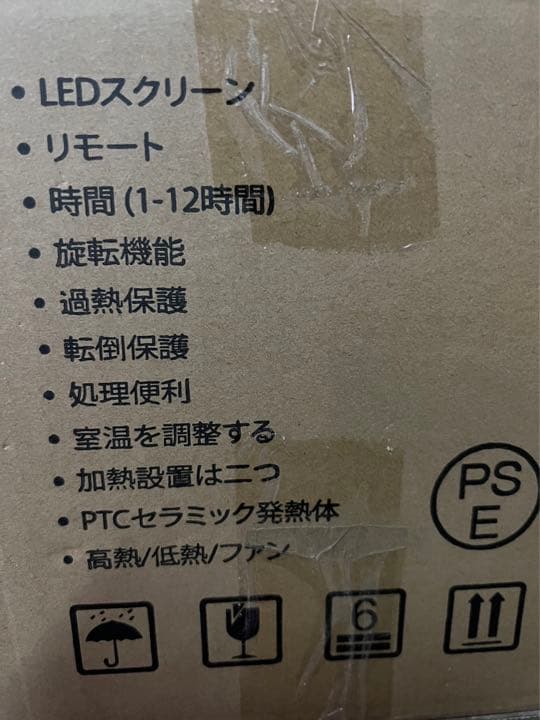 • LEDスクリーン
• リモート
• 時間 (1-12時間)
• 旋転機能
• 過熱保護
• 転倒保護
• 処理便利
• 室温を調整する
• 加熱設置は二つ
• PTCセラミック発熱体
• 高熱/低熱/ファン
PS
E
6